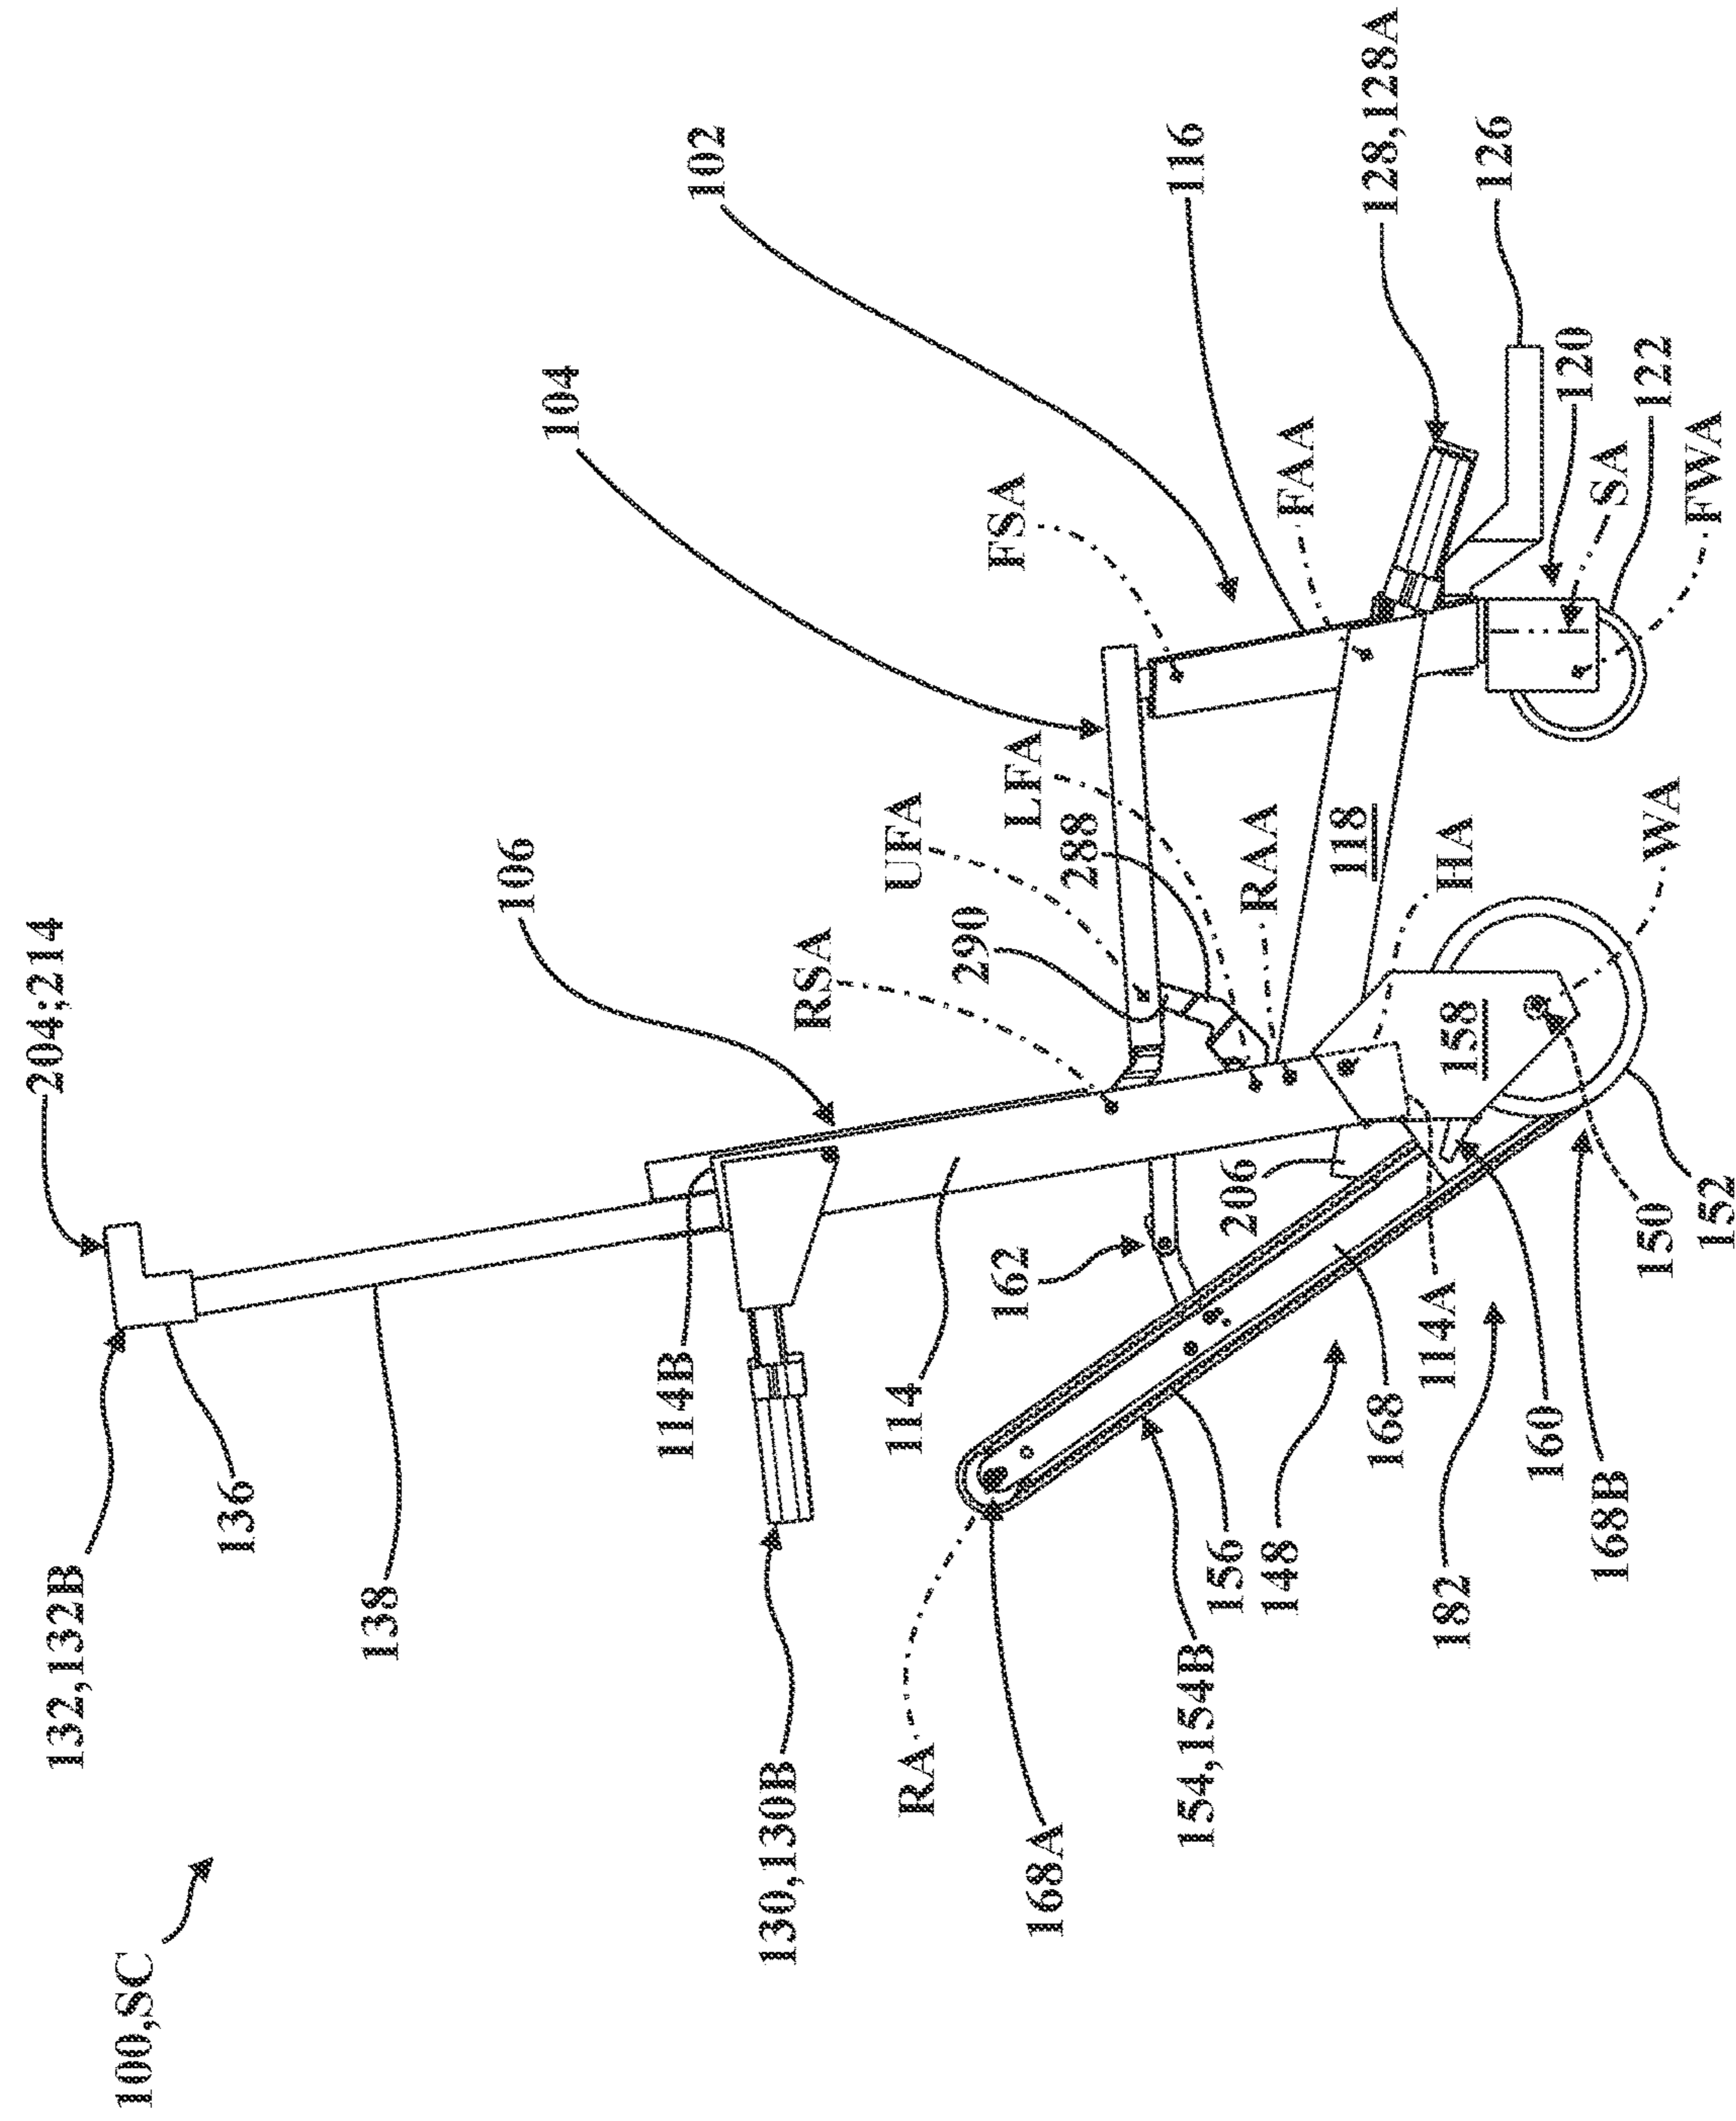 100,SC
132,132B
136
138
130,130B
204;214
106
104
102
116
128,128A
126
120
122
SA
FWA
FSA
FAA
UFA
LFA
288
290
RSA
RAA
118
HA
WA
158
114B
114
162
206
RA
168A
154,154B
156
148
168
114A
182
160
168B
150
152